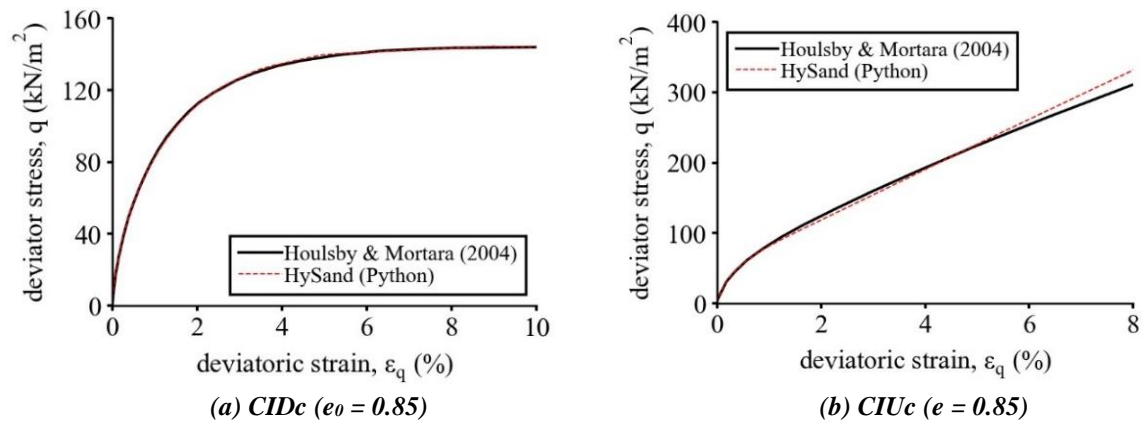 160
120
80
40
0
deviator stress, q (kN/m²)
Houlsby & Mortara (2004)
HySand (Python)
0 2 4 6 8 10
deviatoric strain, εq (%)
(a) CIDc (e0 = 0.85)
400
300
200
100
0
deviator stress, q (kN/m²)
Houlsby & Mortara (2004)
HySand (Python)
0 2 4 6 8
deviatoric strain, εq (%)
(b) CIUc (e = 0.85)